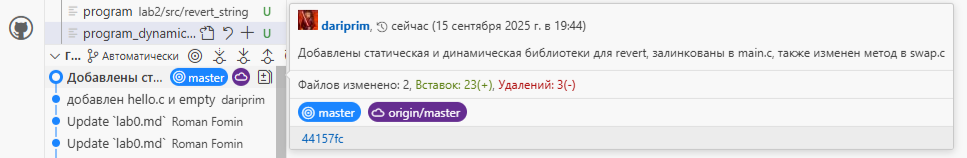 program lab2/src/revert_string U
program_dynamic... U
Г... Автоматически
Добавлены ст... master
добавлен hello.c и empty dariprim
Update `lab0.md` Roman Fomin
Update `lab0.md` Roman Fomin
dariprim, сейчас (15 сентября 2025 г. в 19:44)
Добавлены статическая и динамическая библиотеки для revert, залинкованы в main.c, также изменен метод в swap.c
Файлов изменено: 2, Вставок: 23(+), Удалений: 3(-)
master origin/master
44157fc